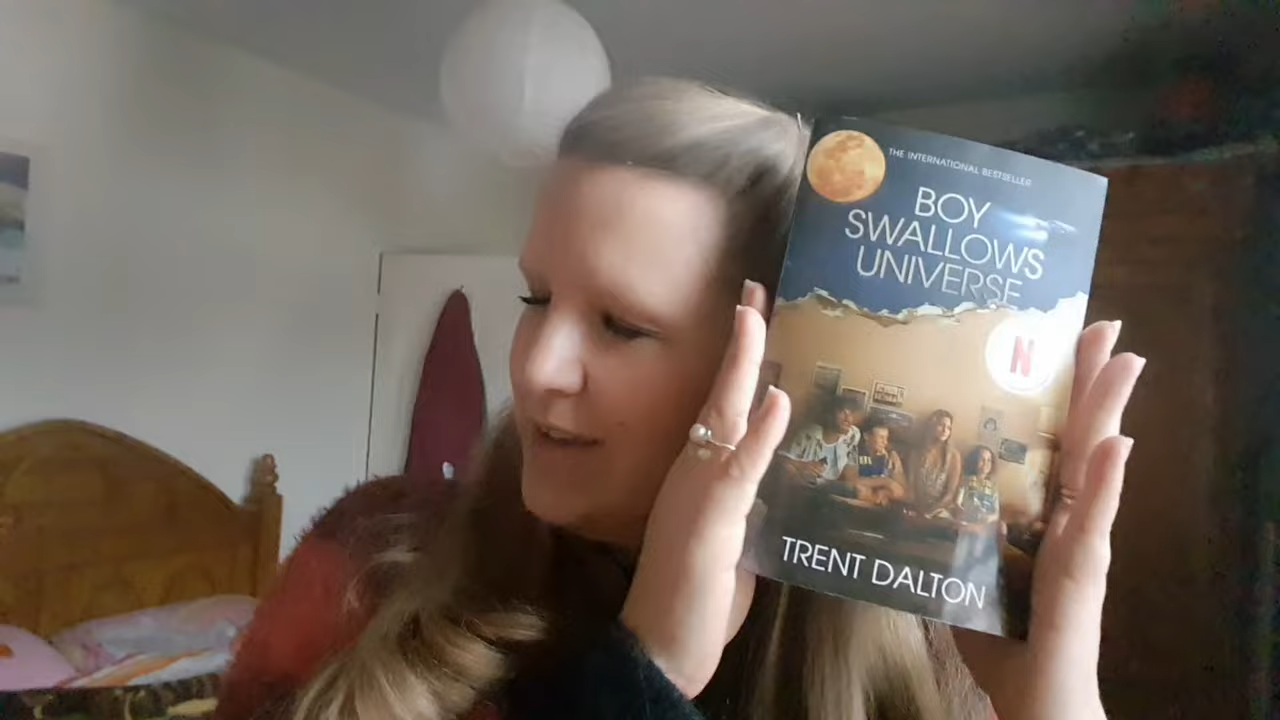 THE INTERNATIONAL BESTSELLER
BOY
SWALLOWS
UNIVERSE
N
TRENT DALTON